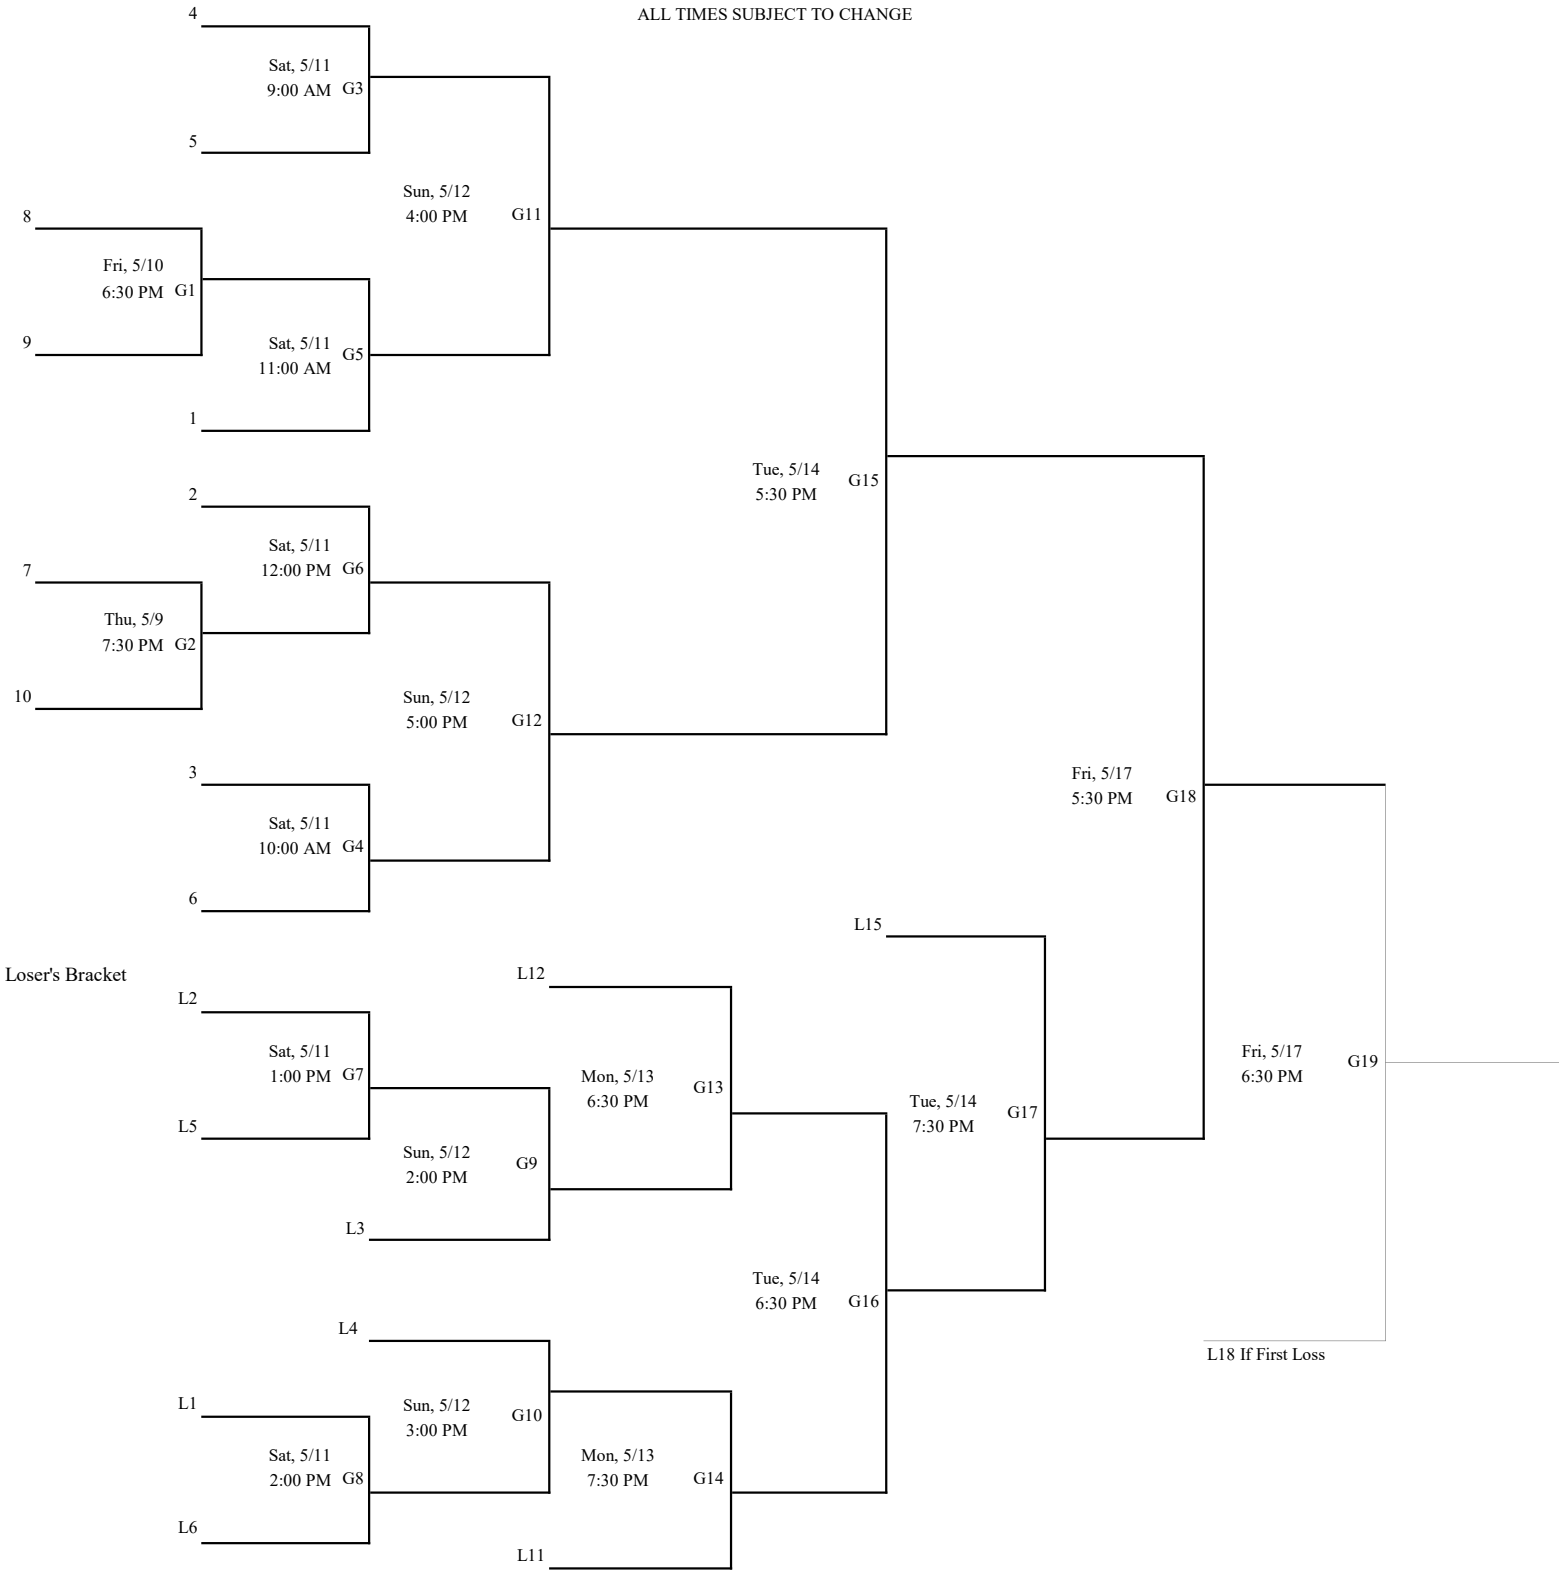 ALL TIMES SUBJECT TO CHANGE
4
Sat, 5/11
9:00 AM G3
5
Sun, 5/12
4:00 PM G11
8
Fri, 5/10
6:30 PM G1
9
Sat, 5/11
11:00 AM G5
1
Tue, 5/14
5:30 PM G15
2
Sat, 5/11
12:00 PM G6
7
Thu, 5/9
7:30 PM G2
10
Sun, 5/12
5:00 PM G12
3
Sat, 5/11
10:00 AM G4
6
Fri, 5/17
5:30 PM G18
L15
Loser's Bracket
L12
L2
Sat, 5/11
1:00 PM G7
L5
Mon, 5/13
6:30 PM G13
Sun, 5/12
2:00 PM G9
L3
Tue, 5/14
7:30 PM G17
Fri, 5/17
6:30 PM G19
Tue, 5/14
6:30 PM G16
L4
L18 If First Loss
L1
Sun, 5/12
3:00 PM G10
Sat, 5/11
2:00 PM G8
Mon, 5/13
7:30 PM G14
L6
L11